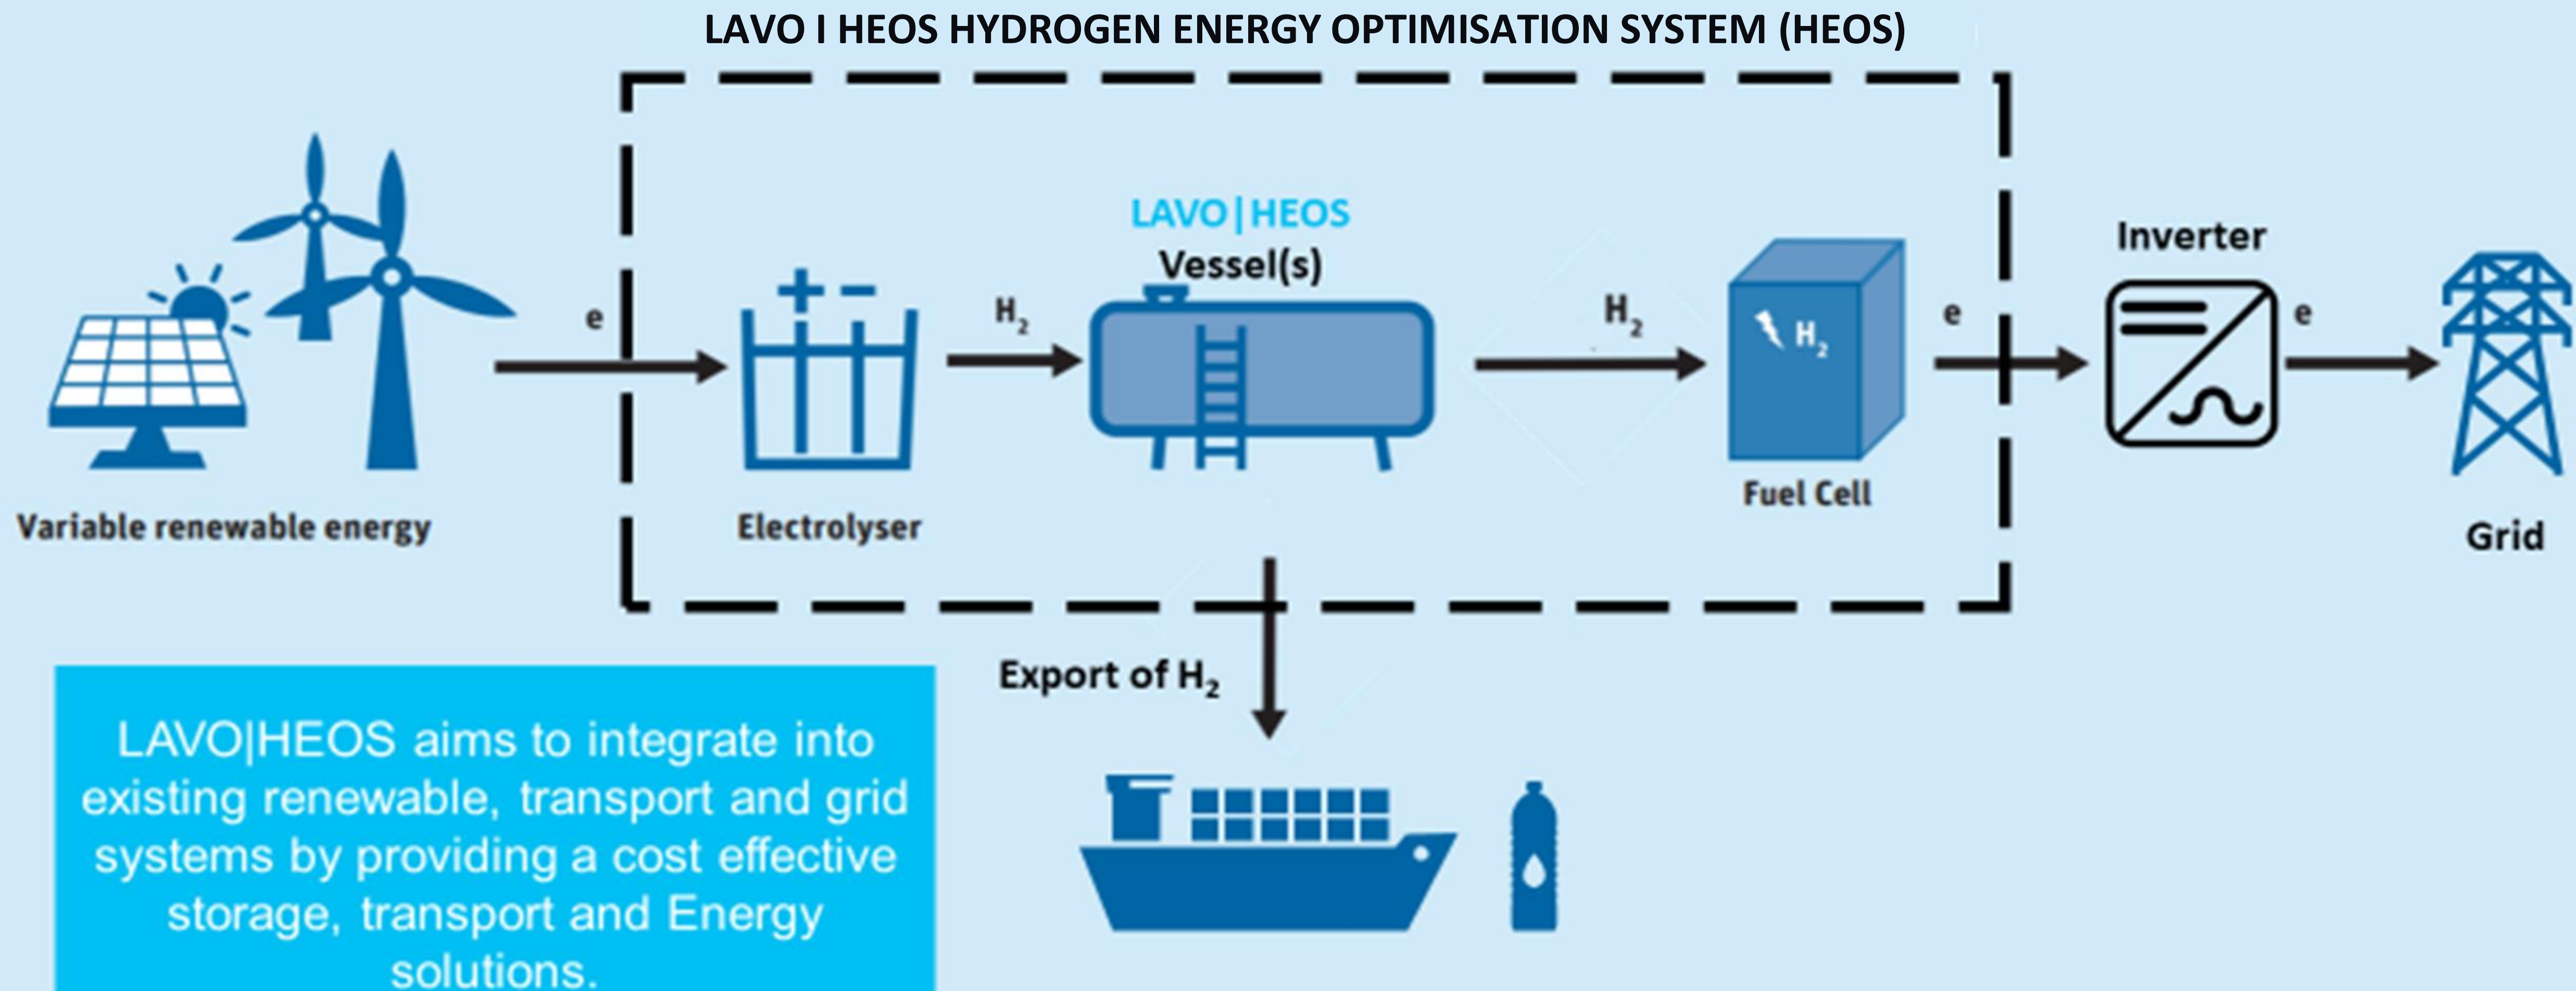 LAVO I HEOS HYDROGEN ENERGY OPTIMISATION SYSTEM (HEOS)
LAVO|HEOS
Vessel(s)
Inverter
e
H₂
H₂
e
e
H₂
+ −
Variable renewable energy
Electrolyser
Fuel Cell
Grid
Export of H₂
LAVO|HEOS aims to integrate into
existing renewable, transport and grid
systems by providing a cost effective
storage, transport and Energy
solutions.